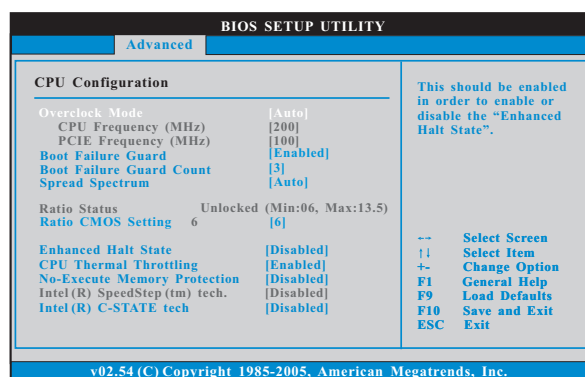 BIOS SETUP UTILITY
Advanced
CPU Configuration
Overclock Mode [Auto]
CPU Frequency (MHz) [200]
PCIE Frequency (MHz) [100]
Boot Failure Guard [Enabled]
Boot Failure Guard Count [3]
Spread Spectrum [Auto]
Ratio Status Unlocked (Min:06, Max:13.5)
Ratio CMOS Setting 6 [6]
Enhanced Halt State [Disabled]
CPU Thermal Throttling [Enabled]
No-Execute Memory Protection [Disabled]
Intel (R) SpeedStep (tm) tech. [Disabled]
Intel (R) C-STATE tech [Disabled]
This should be enabled
in order to enable or
disable the “Enhanced
Halt State”.
←→ Select Screen
↑↓ Select Item
+- Change Option
F1 General Help
F9 Load Defaults
F10 Save and Exit
ESC Exit
v02.54 (C) Copyright 1985-2005, American Megatrends, Inc.